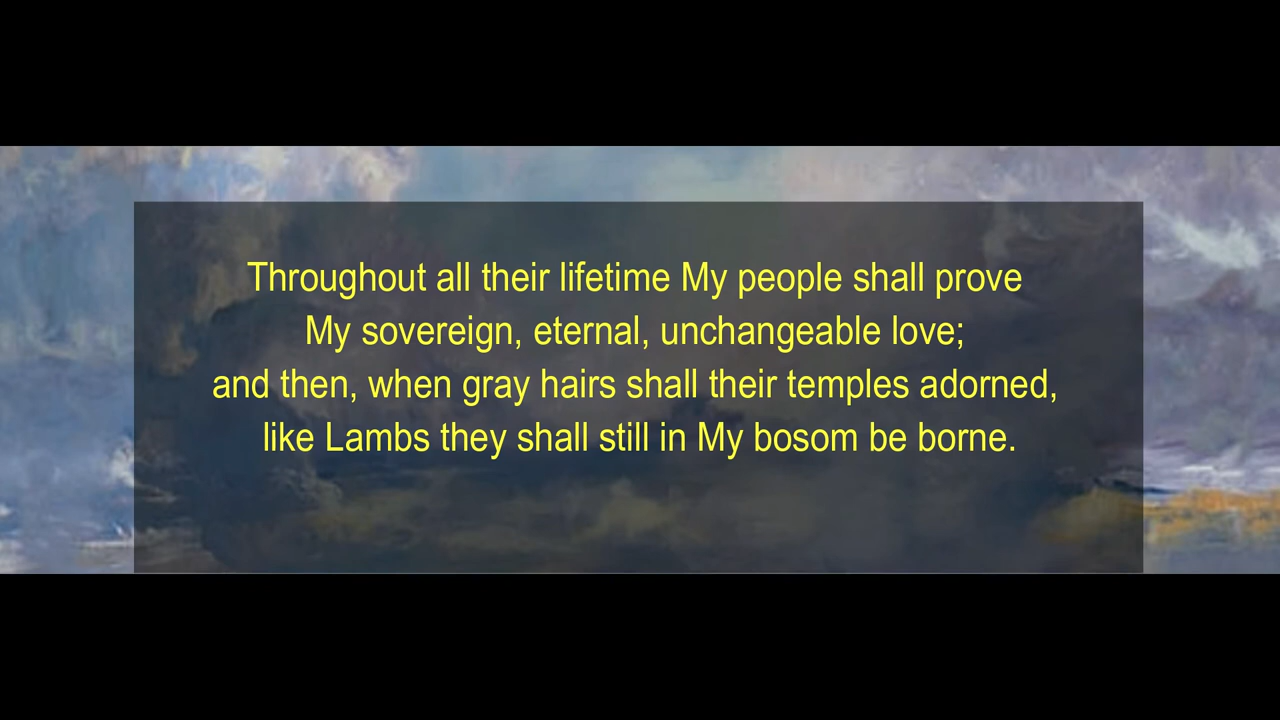 Throughout all their lifetime My people shall prove
My sovereign, eternal, unchangeable love;
and then, when gray hairs shall their temples adorned,
like Lambs they shall still in My bosom be borne.